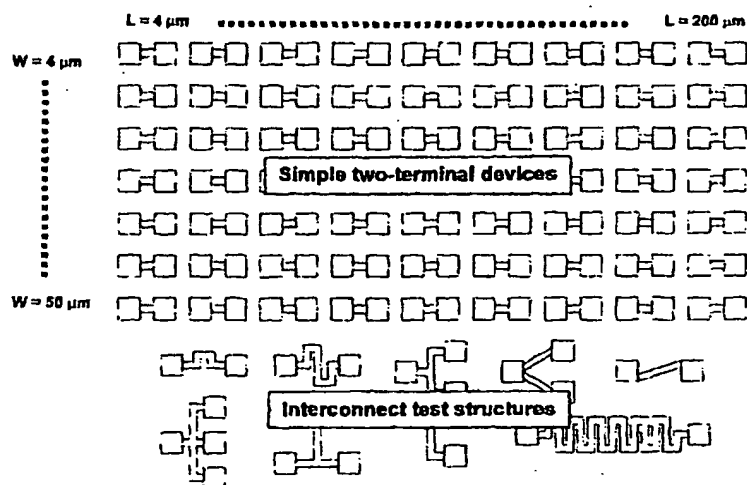 L = 4 μm
L = 200 μm
W = 4 μm
Simple two-terminal devices
W = 50 μm
Interconnect test structures